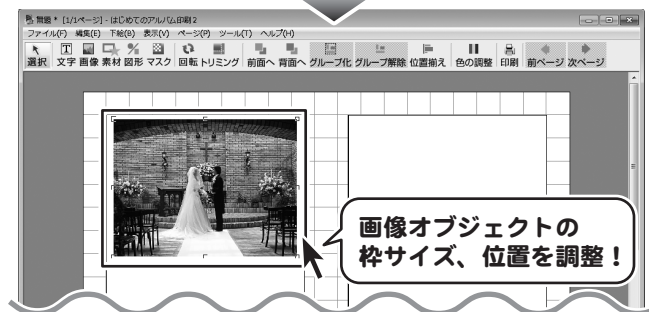 無題 * [1/1ページ] - はじめてのアルバム印刷2
ファイル(F) 編集(E) 下絵(B) 表示(V) ページ(P) ツール(T) ヘルプ(H)
選択 文字 画像 素材 図形 マスク 回転 トリミング 前面へ 背面へ グループ化 グループ解除 位置揃え 色の調整 印刷 前ページ 次ページ
画像オブジェクトの
枠サイズ、位置を調整！